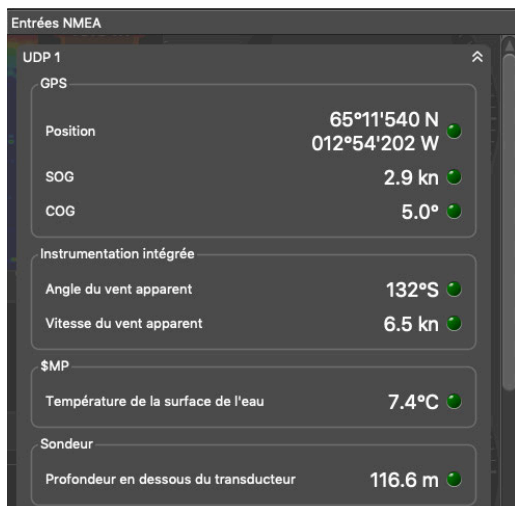 Entrées NMEA
UDP 1
GPS
Position 65°11'540 N
012°54'202 W
SOG 2.9 kn
COG 5.0°
Instrumentation intégrée
Angle du vent apparent 132°S
Vitesse du vent apparent 6.5 kn
$MP
Température de la surface de l'eau 7.4°C
Sondeur
Profondeur en dessous du transducteur 116.6 m